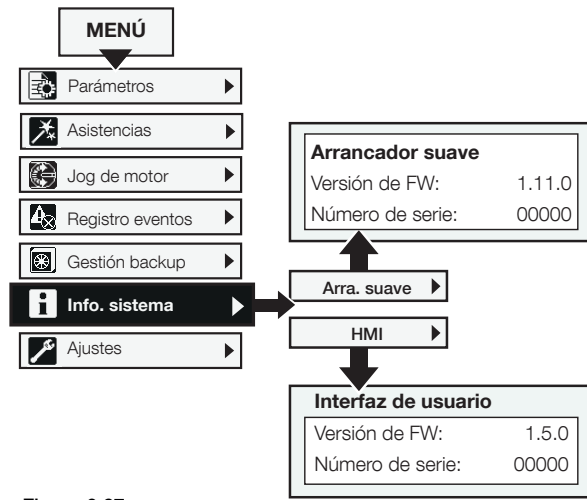 MENÚ
Parámetros
Asistencias
Jog de motor
Registro eventos
Gestión backup
Info. sistema
Ajustes
Arrancador suave
Versión de FW: 1.11.0
Número de serie: 00000
Arra. suave
HMI
Interfaz de usuario
Versión de FW: 1.5.0
Número de serie: 00000